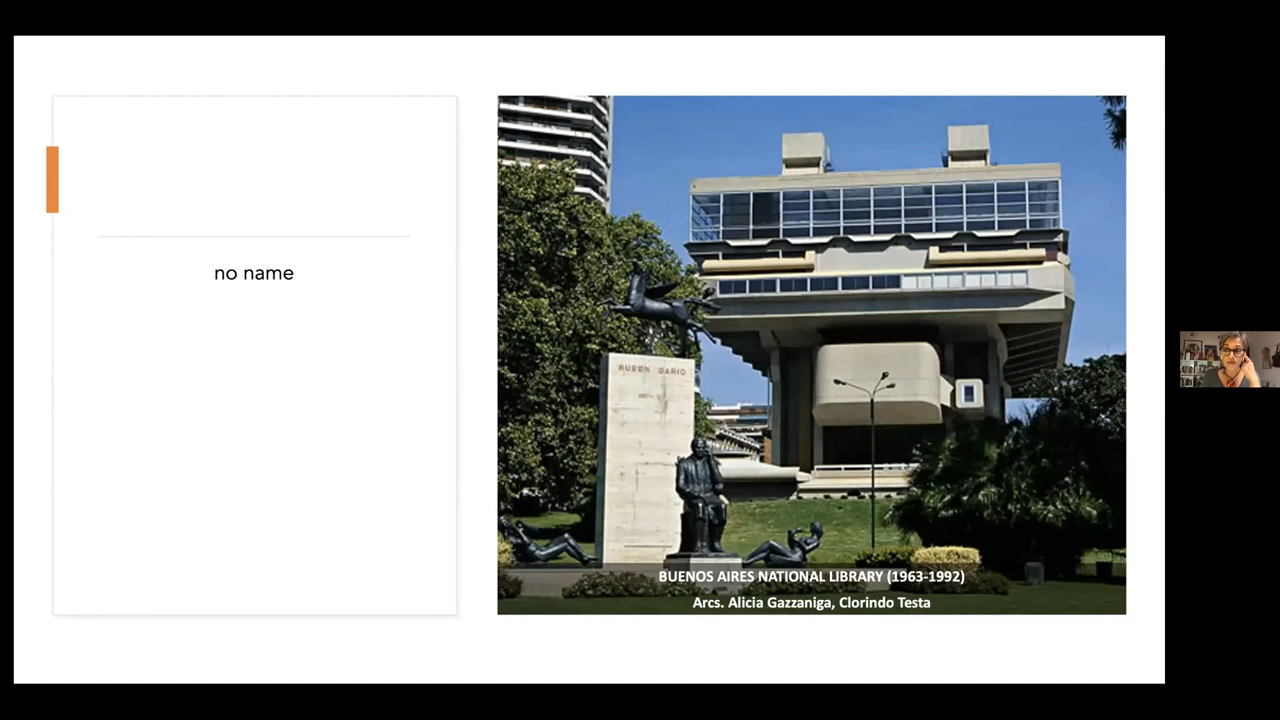 no name
RUBEN DARIO
BUENOS AIRES NATIONAL LIBRARY (1963-1992)
Arcs. Alicia Gazzaniga, Clorindo Testa